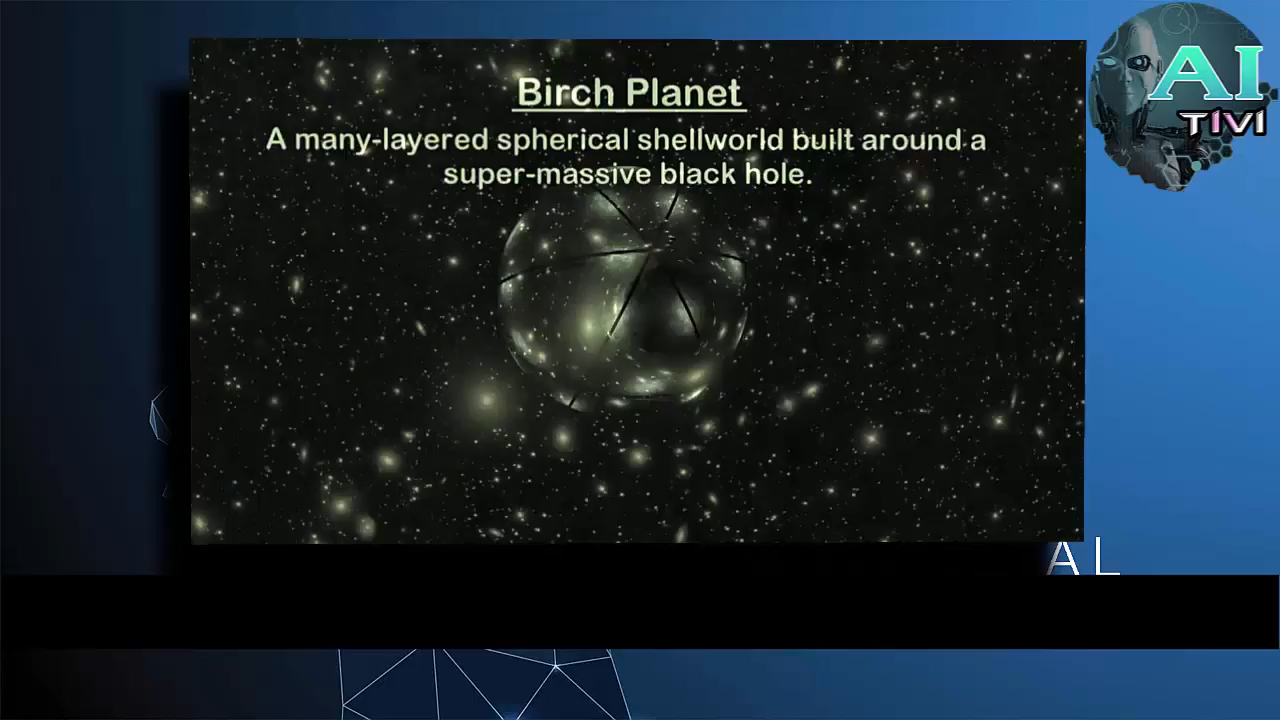 Birch Planet
A many-layered spherical shellworld built around a
super-massive black hole.
AI
TIVI
AL